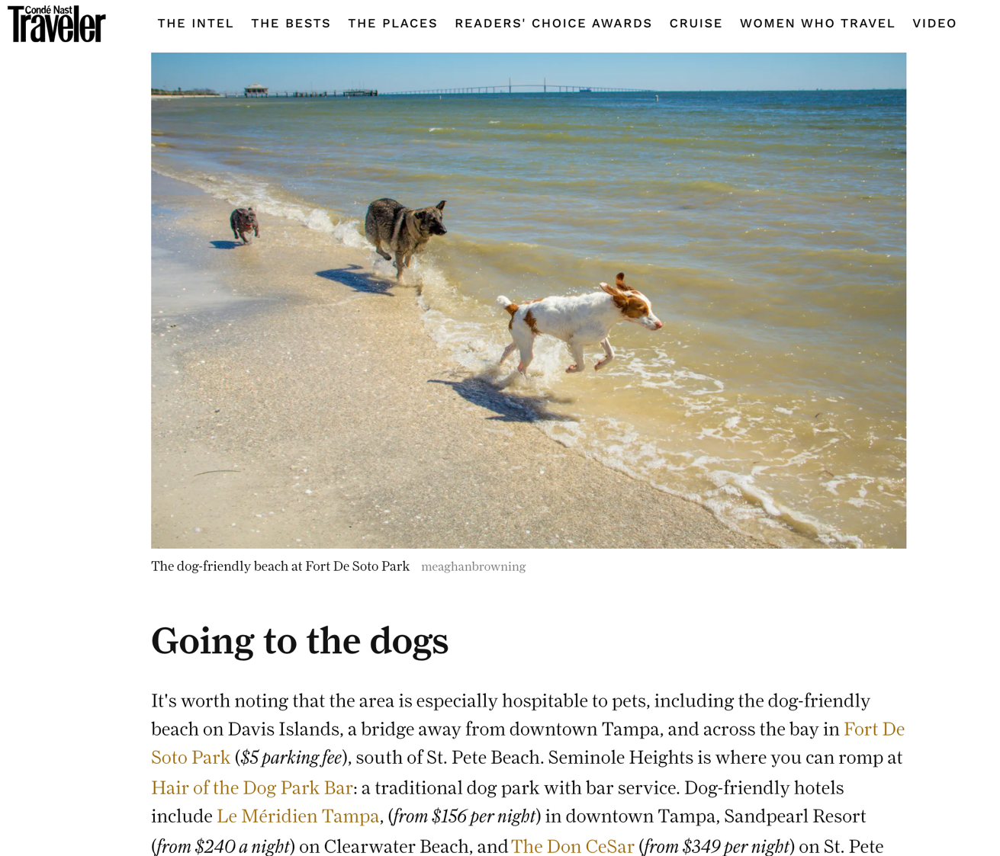 Condé Nast
Traveler
THE INTEL THE BESTS THE PLACES READERS' CHOICE AWARDS CRUISE WOMEN WHO TRAVEL VIDEO
The dog-friendly beach at Fort De Soto Park meaghanbrowning
Going to the dogs
It's worth noting that the area is especially hospitable to pets, including the dog-friendly
beach on Davis Islands, a bridge away from downtown Tampa, and across the bay in Fort De
Soto Park ($5 parking fee), south of St. Pete Beach. Seminole Heights is where you can romp at
Hair of the Dog Park Bar: a traditional dog park with bar service. Dog-friendly hotels
include Le Méridien Tampa, (from $156 per night) in downtown Tampa, Sandpearl Resort
(from $240 a night) on Clearwater Beach, and The Don CeSar (from $349 per night) on St. Pete